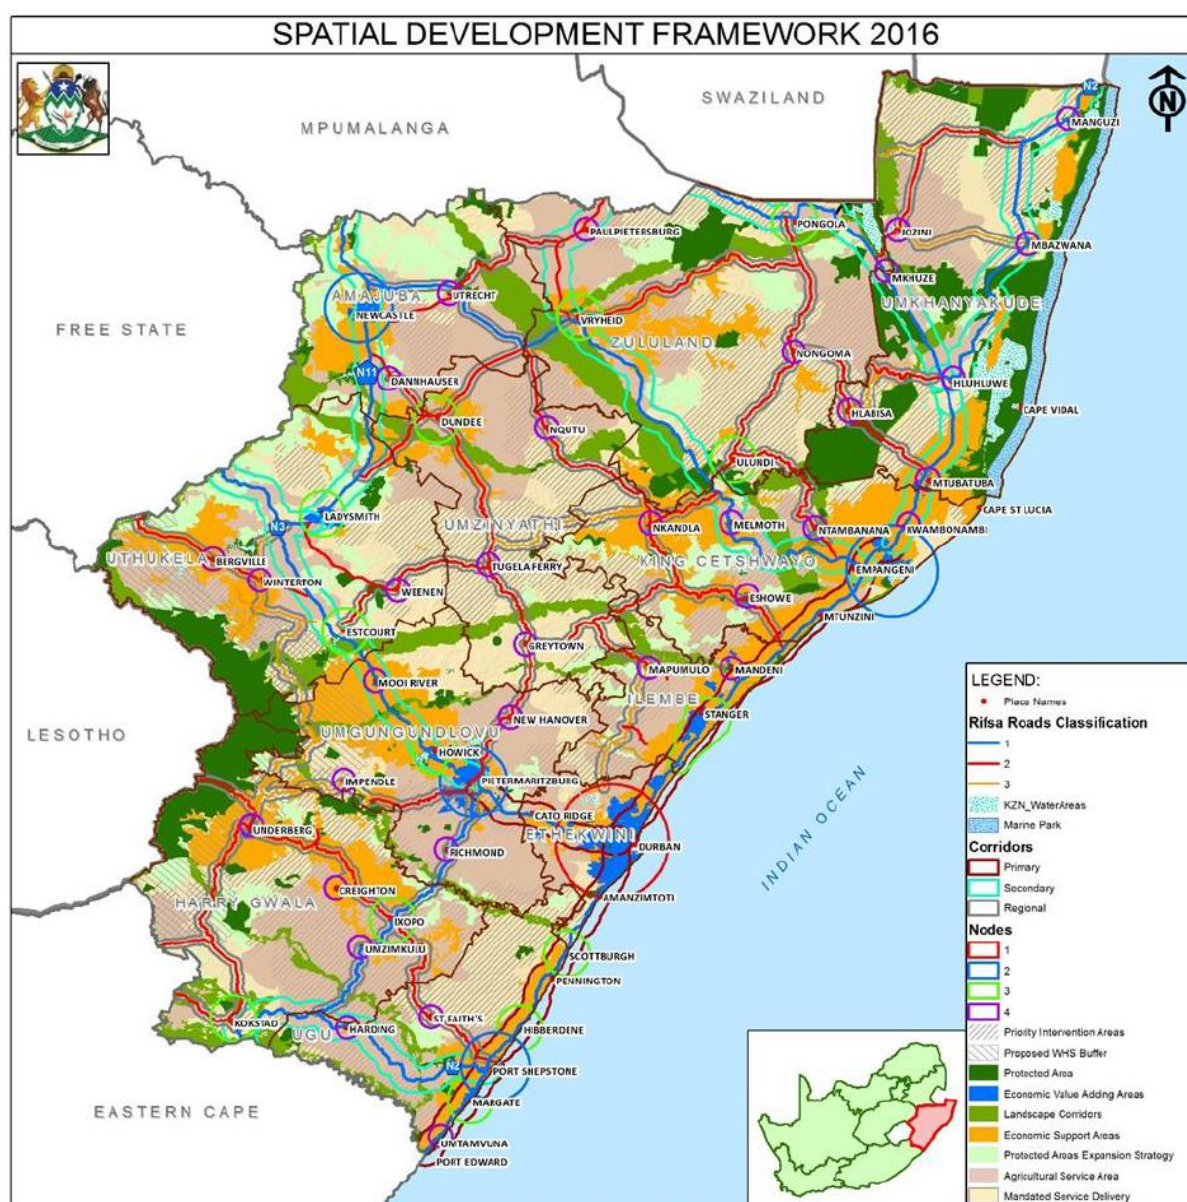 SPATIAL DEVELOPMENT FRAMEWORK 2016
SWAZILAND
MPUMALANGA
N
N2
MANGUZI
PAULPIETERSBURG
PONGOLA
JOZINI
MBAZWANA
MKHUZE
AMAJUBA
UTRECHT
UMKHANYAKUDE
NEWCASTLE
VRYHEID
FREE STATE
ZULULAND
NONGOMA
N11
DANNHAUSER
HLUHLUWE
HLABISA
CAPE VIDAL
DUNDEE
NQUTU
ULUNDI
MTUBATUBA
CAPE ST LUCIA
LADYSMITH
N3
UMZINYATHI
NKANDLA
MELMOTH
NTAMBANANA
KWAMBONAMBI
UTHUKELA
BERGVILLE
TUGELA FERRY
KING CETSHWAYO
EMPANGENI
WINTERTON
WEENEN
ESHOWE
MTUNZINI
ESTCOURT
GREYTOWN
MAPUMULO
MANDENI
MOOI RIVER
ILEMBE
STANGER
NEW HANOVER
LESOTHO
UMGUNGUNDLOVU
HOWICK
IMPENDLE
PIETERMARITZBURG
CATO RIDGE
ETHEKWINI
UNDERBERG
DURBAN
RICHMOND
INDIAN OCEAN
CREIGHTON
AMANZIMTOTI
HARRY GWALA
IXOPO
UMZIMKULU
SCOTTBURGH
PENNINGTON
KOKSTAD
ST.FAITH'S
UGU
HARDING
HIBBERDENE
N2
PORT SHEPSTONE
MARGATE
EASTERN CAPE
UMTAMVUNA
PORT EDWARD
LEGEND:
Place Names
Rifsa Roads Classification
1
2
3
KZN_WaterAreas
Marine Park
Corridors
Primary
Secondary
Regional
Nodes
1
2
3
4
Priority Intervention Areas
Proposed WHS Buffer
Protected Area
Economic Value Adding Areas
Landscape Corridors
Economic Support Areas
Protected Areas Expansion Strategy
Agricultural Service Area
Mandated Service Delivery